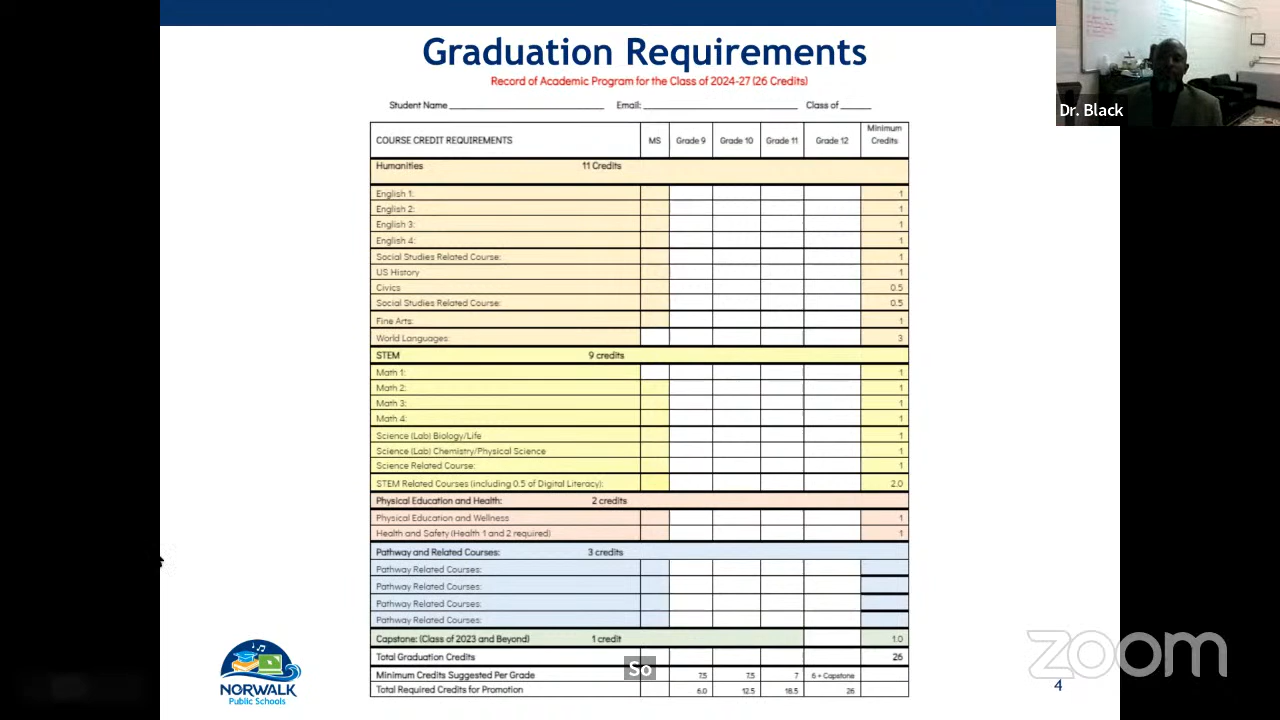 Graduation Requirements
Record of Academic Program for the Class of 2024-27 (26 Credits)
Student Name ____ Email: ____ Class of ____
COURSE CREDIT REQUIREMENTS MS Grade 9 Grade 10 Grade 11 Grade 12 Minimum Credits
Humanities 11 Credits
English 1: 1
English 2: 1
English 3: 1
English 4: 1
Social Studies Related Course: 1
US History 1
Civics 0.5
Social Studies Related Course: 0.5
Fine Arts: 1
World Languages: 3
STEM 9 credits
Math 1: 1
Math 2: 1
Math 3: 1
Math 4: 1
Science (Lab) Biology/Life 1
Science (Lab) Chemistry/Physical Science 1
Science Related Course: 1
STEM Related Courses (including 0.5 of Digital Literacy): 2.0
Physical Education and Health: 2 credits
Physical Education and Wellness 1
Health and Safety (Health 1 and 2 required) 1
Pathway and Related Courses: 3 credits
Pathway Related Courses:
Pathway Related Courses:
Pathway Related Courses:
Pathway Related Courses:
Capstone: (Class of 2023 and Beyond) 1 credit 1.0
Total Graduation Credits 26
Minimum Credits Suggested Per Grade 7.5 7.5 7 6 + Capstone
Total Required Credits for Promotion 6.0 12.5 18.5 26
So
NORWALK
Public Schools
Dr. Black
zoom
4